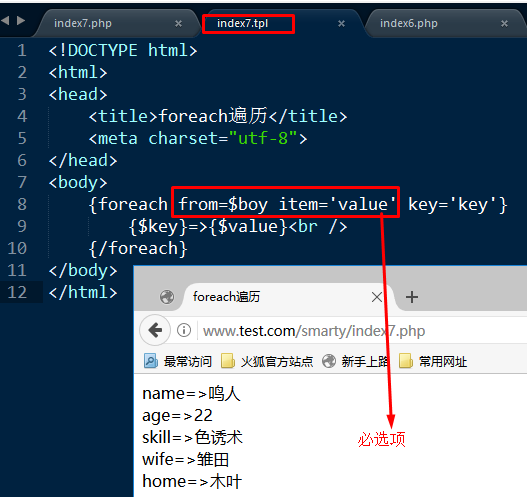 index7.php × index7.tpl × index6.php ×
1 <!DOCTYPE html>
2 <html>
3 <head>
4 <title>foreach遍历</title>
5 <meta charset="utf-8">
6 </head>
7 <body>
8 {foreach from=$boy item='value' key='key'}
9 {$key}=>{$value}<br />
10 {/foreach}
11 </body>
12 </html>
foreach遍历 × +
www.test.com/smarty/index7.php
最常访问 火狐官方站点 新手上路 常用网址
name=>鸣人
age=>22
skill=>色诱术
wife=>雏田
home=>木叶
必选项